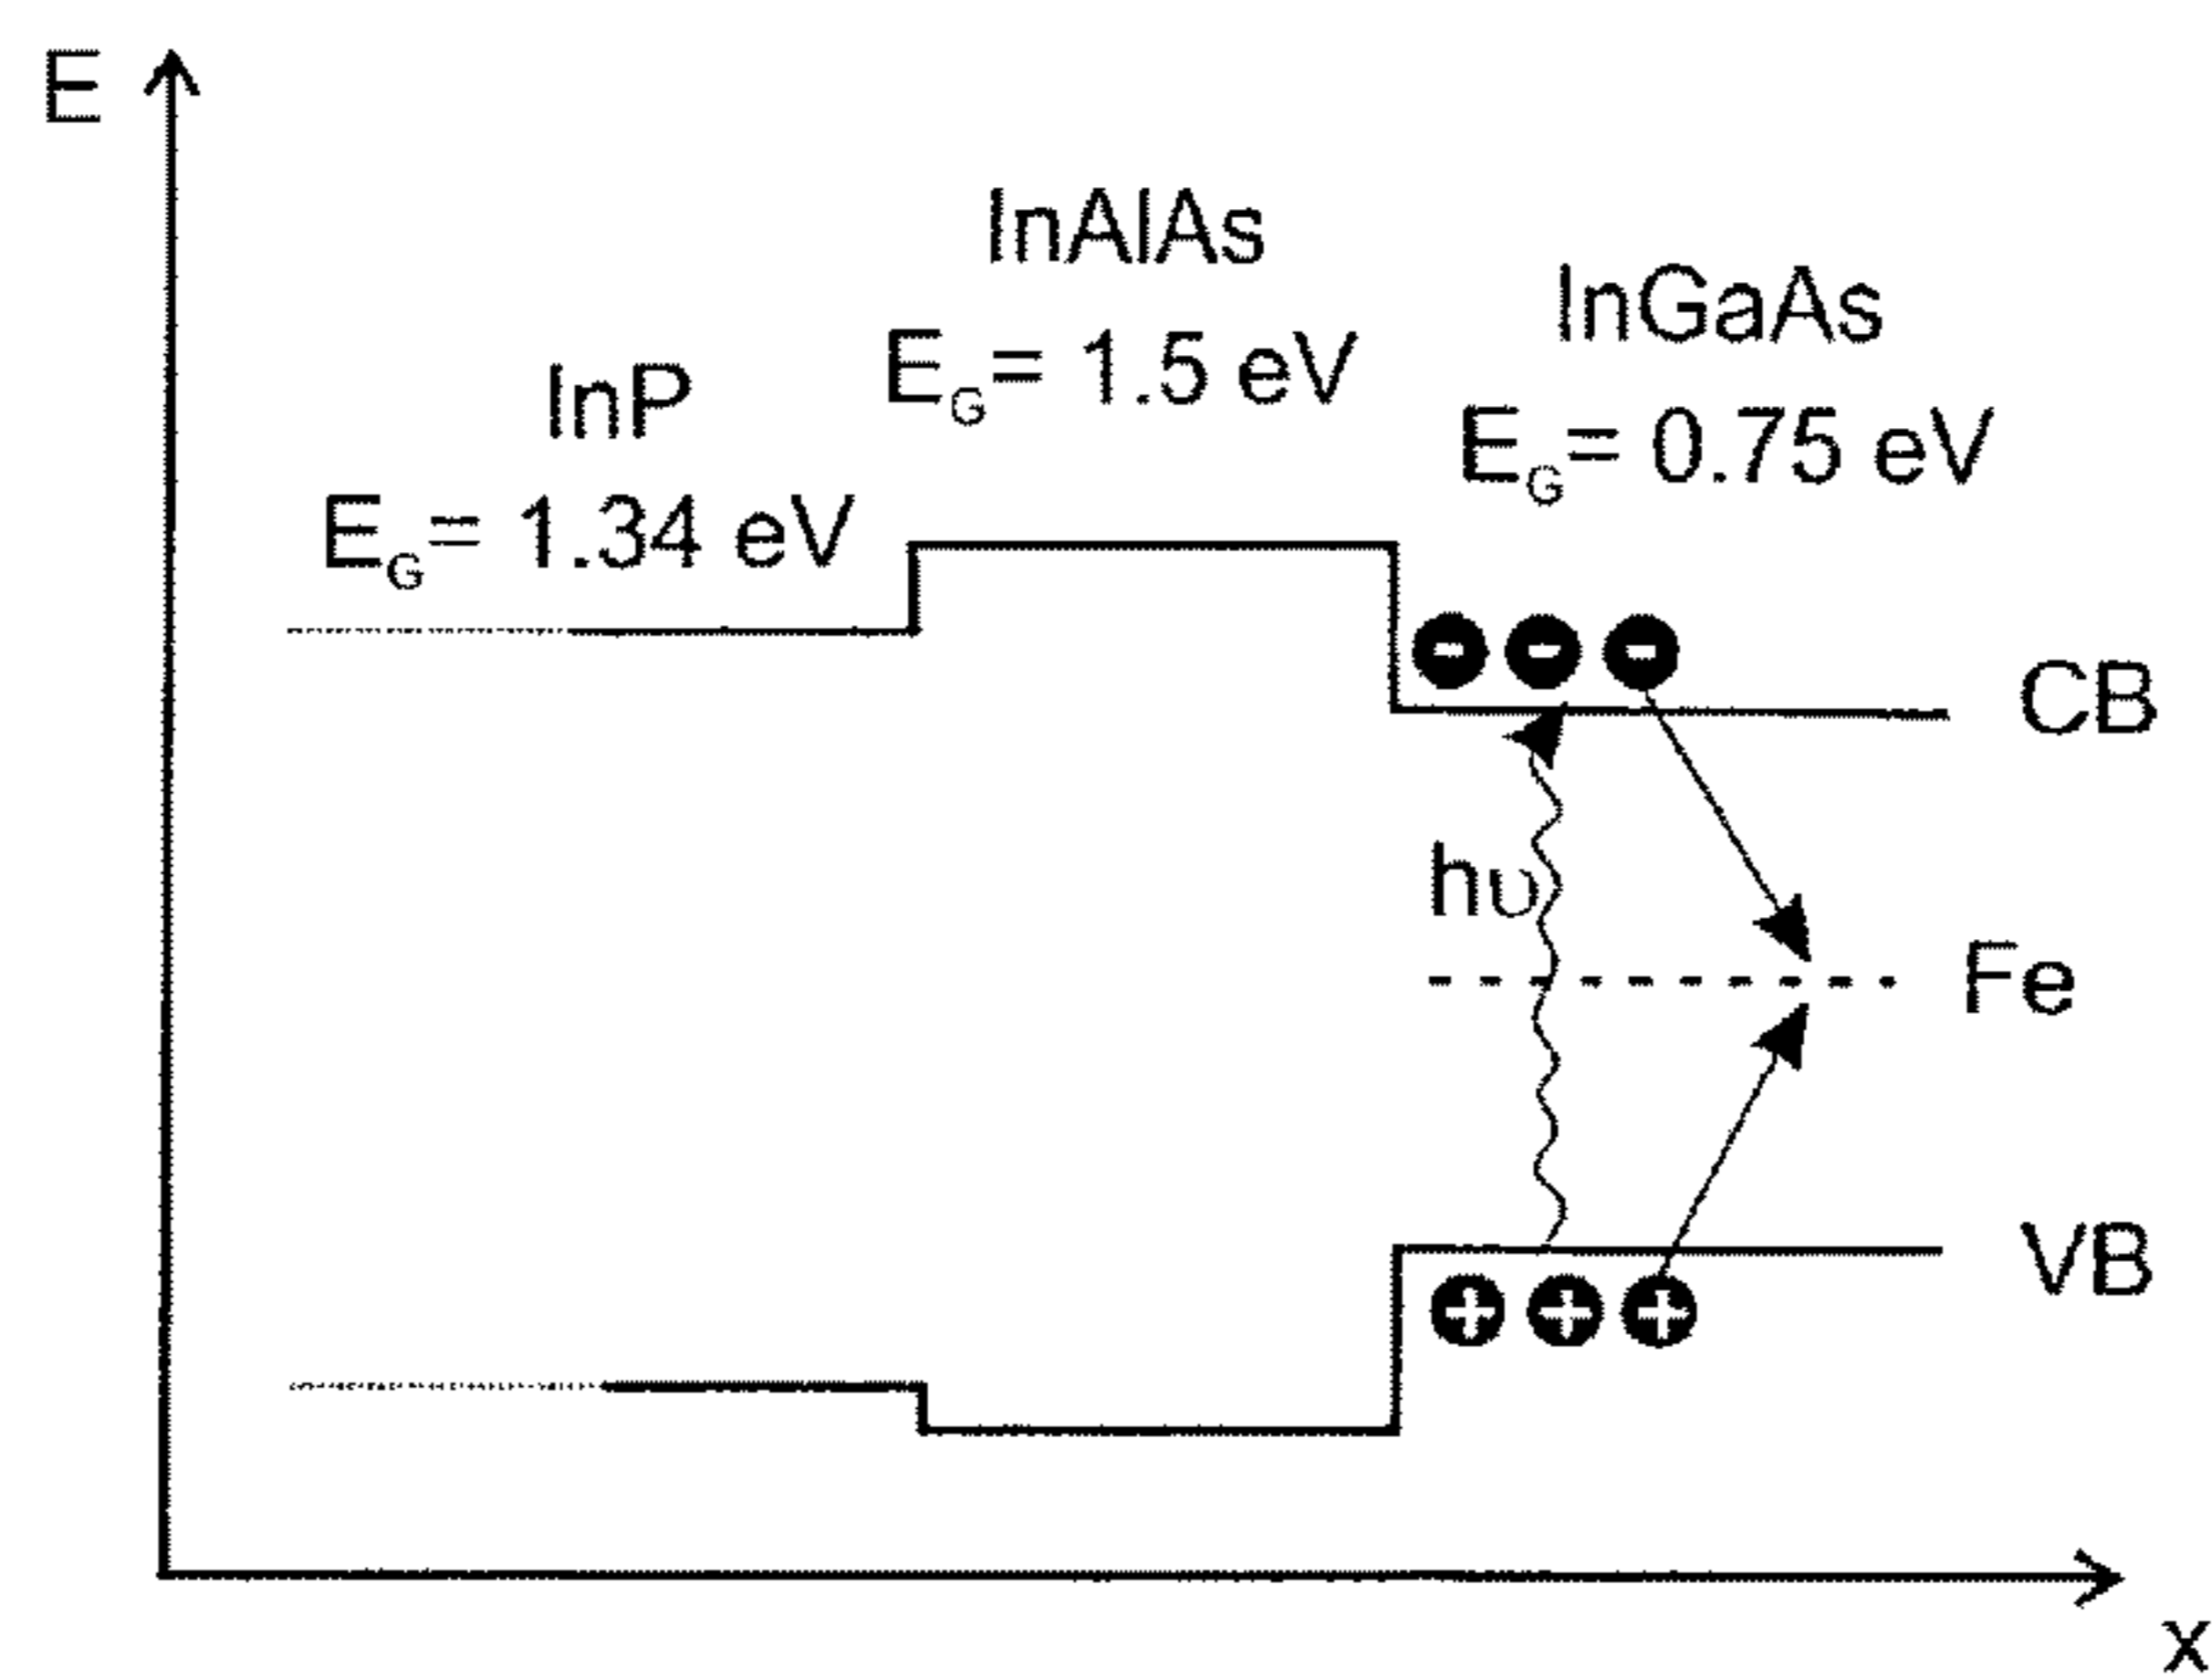 E
InAlAs
E_G= 1.5 eV
InGaAs
E_G= 0.75 eV
InP
E_G= 1.34 eV
CB
hυ
Fe
VB
x